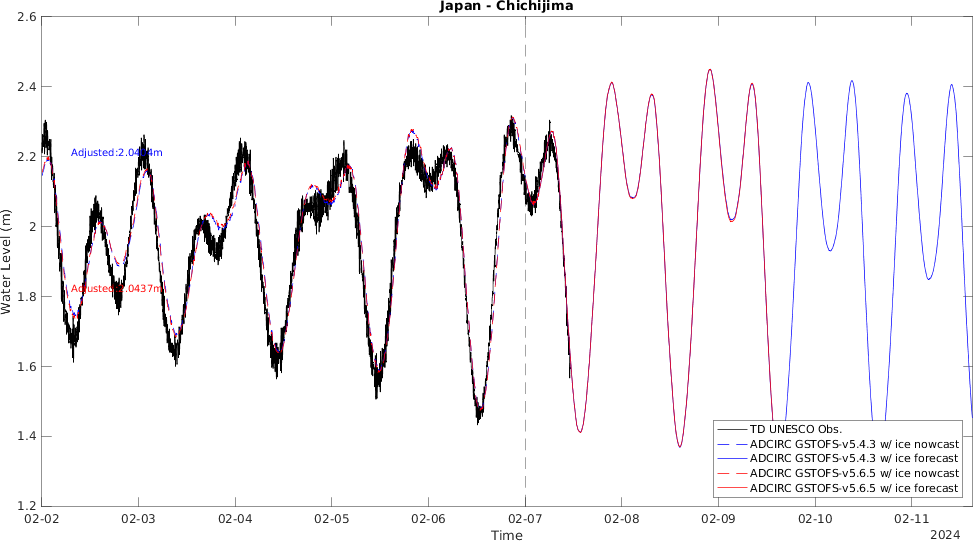 Japan - Chichijima
2.6
2.4
2.2
2
1.8
1.6
1.4
1.2
Water Level (m)
Adjusted:2.0
Adjusted:2.0437m
TD UNESCO Obs.
ADCIRC GSTOFS-v5.4.3 w/ ice nowcast
ADCIRC GSTOFS-v5.4.3 w/ ice forecast
ADCIRC GSTOFS-v5.6.5 w/ ice nowcast
ADCIRC GSTOFS-v5.6.5 w/ ice forecast
02-02 02-03 02-04 02-05 02-06 02-07 02-08 02-09 02-10 02-11
Time
2024